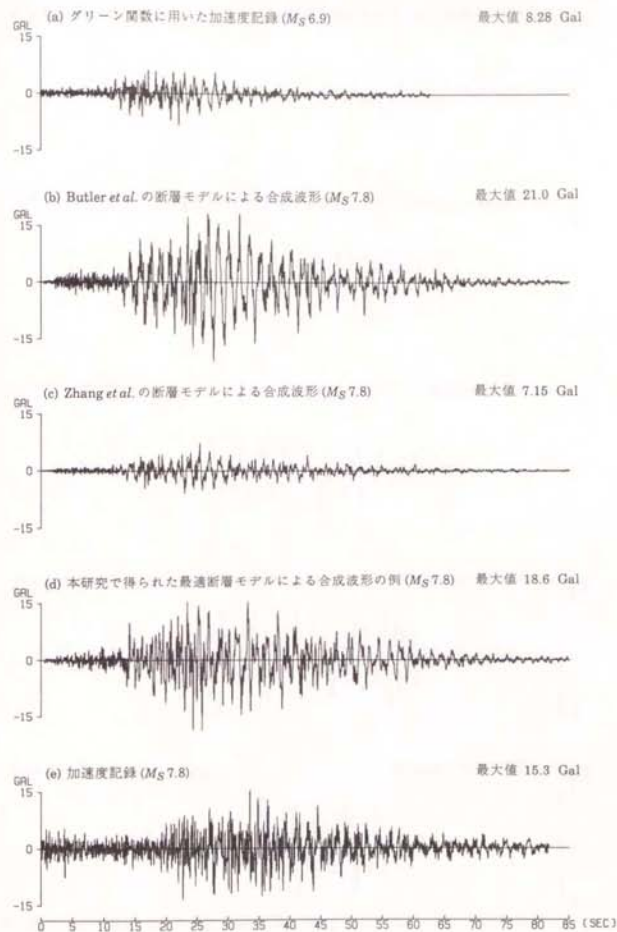 (a) グリーン関数に用いた加速度記録 (MS 6.9) 最大値 8.28 Gal
GAL
15
0
-15
(b) Butler et al. の断層モデルによる合成波形 (MS 7.8) 最大値 21.0 Gal
GAL
15
0
-15
(c) Zhang et al. の断層モデルによる合成波形 (MS 7.8) 最大値 7.15 Gal
GAL
15
0
-15
(d) 本研究で得られた最適断層モデルによる合成波形の例 (MS 7.8) 最大値 18.6 Gal
GAL
15
0
-15
(e) 加速度記録 (MS 7.8) 最大値 15.3 Gal
GAL
15
0
-15
0 5 10 15 20 25 30 35 40 45 50 55 60 65 70 75 80 85 (SEC)